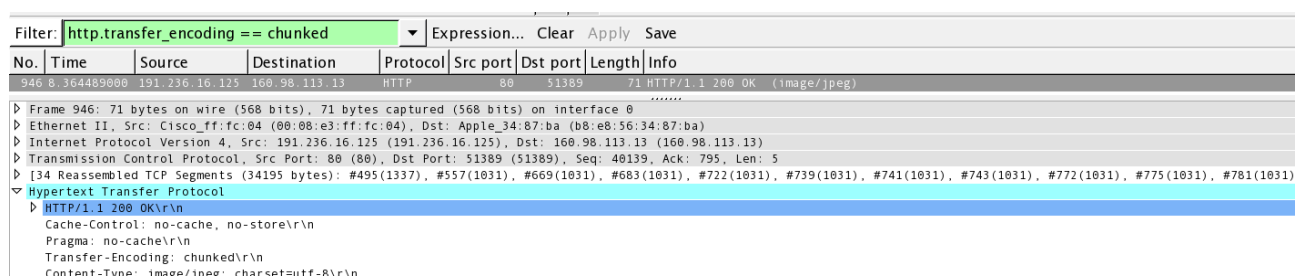 Filter: http.transfer_encoding == chunked Expression... Clear Apply Save
No. Time Source Destination Protocol Src port Dst port Length Info
946 8.364489000 191.236.16.125 160.98.113.13 HTTP 80 51389 71 HTTP/1.1 200 OK (image/jpeg)
Frame 946: 71 bytes on wire (568 bits), 71 bytes captured (568 bits) on interface 0
Ethernet II, Src: Cisco_ff:fc:04 (00:08:e3:ff:fc:04), Dst: Apple_34:87:ba (b8:e8:56:34:87:ba)
Internet Protocol Version 4, Src: 191.236.16.125 (191.236.16.125), Dst: 160.98.113.13 (160.98.113.13)
Transmission Control Protocol, Src Port: 80 (80), Dst Port: 51389 (51389), Seq: 40139, Ack: 795, Len: 5
[34 Reassembled TCP Segments (34195 bytes): #495(1337), #557(1031), #669(1031), #683(1031), #722(1031), #739(1031), #741(1031), #743(1031), #772(1031), #775(1031), #781(1031)
Hypertext Transfer Protocol
HTTP/1.1 200 OK\r\n
Cache-Control: no-cache, no-store\r\n
Pragma: no-cache\r\n
Transfer-Encoding: chunked\r\n
Content-Type: image/jpeg; charset=utf-8\r\n